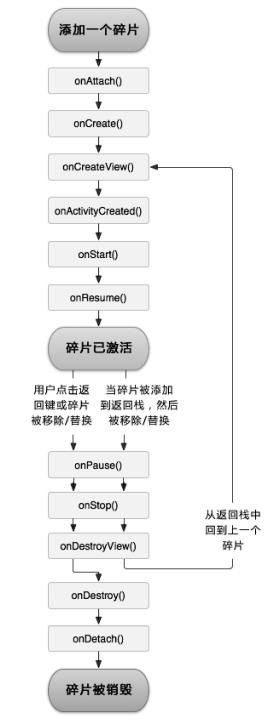 添加一个碎片
onAttach()
onCreate()
onCreateView()
onActivityCreated()
onStart()
onResume()
碎片已激活
用户点击返
回键或碎片
被移除/替换
当碎片被添加
到返回栈，然后
被移除/替换
onPause()
onStop()
onDestroyView()
从返回栈中
回到上一个
碎片
onDestroy()
onDetach()
碎片被销毁